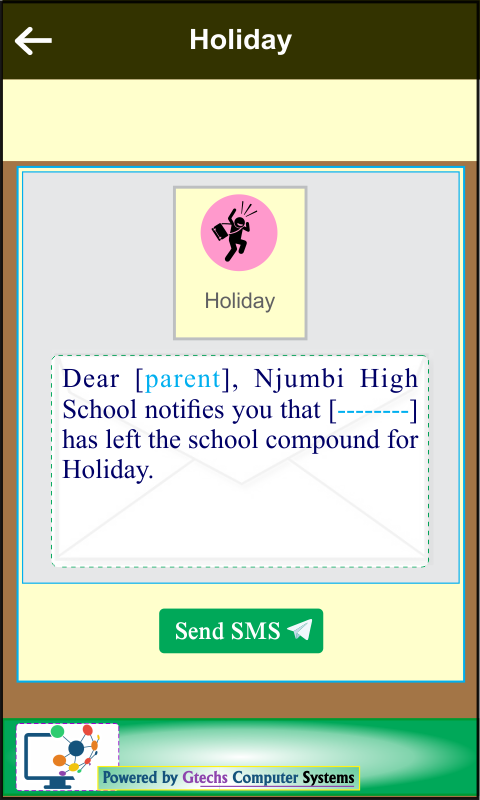 Holiday
Holiday
Dear [parent], Njumbi High
School notifies you that [--------]
has left the school compound for
Holiday.
Send SMS
Powered by Gtechs Computer Systems